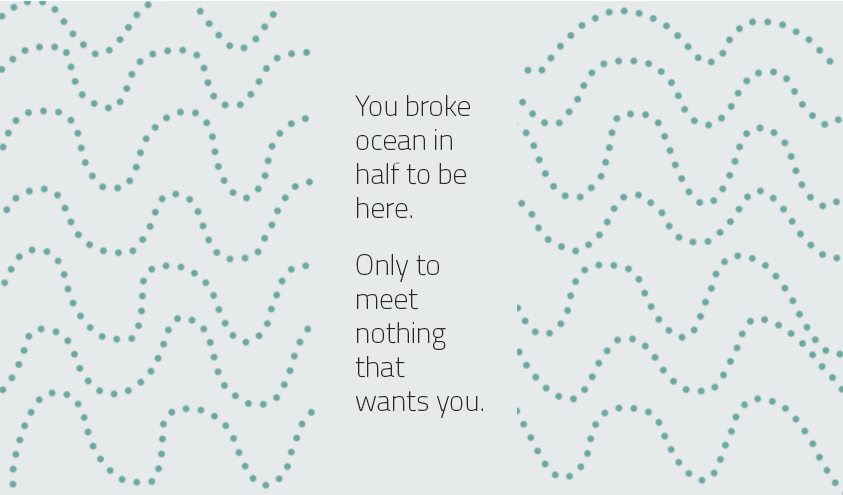 You broke
ocean in
half to be
here.
Only to
meet
nothing
that
wants you.